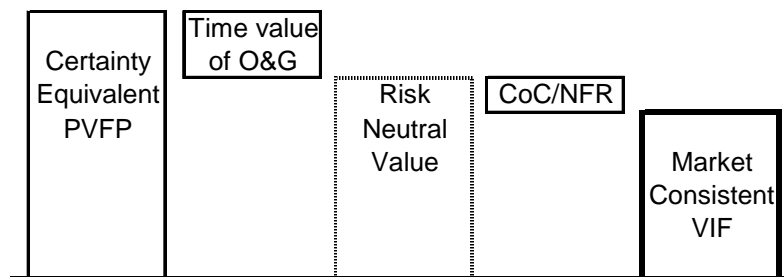 Certainty
Equivalent
PVFP
Time value
of O&G
Risk
Neutral
Value
CoC/NFR
Market
Consistent
VIF